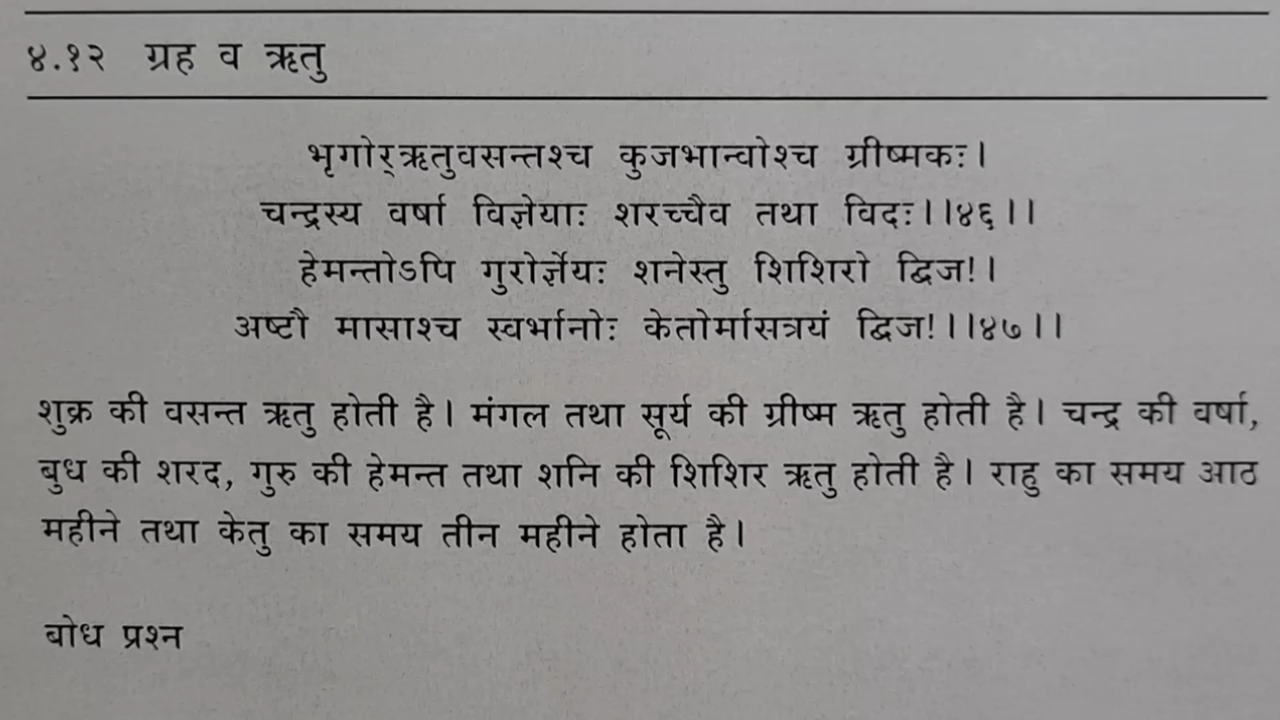 ४.१२ ग्रह व ऋतु
भृगोर्‌ऋतुवसन्तश्च कुजभान्वोश्च ग्रीष्मकः।
चन्द्रस्य वर्षा विज्ञेयाः शरच्चैव तथा विदः।।४६।।
हेमन्तोऽपि गुरोर्ज्ञेयः शनेस्तु शिशिरो द्विज!।
अष्टौ मासाश्च स्वर्भानोः केतोर्मासत्रयं द्विज!।।४७।।
शुक्र की वसन्त ऋतु होती है। मंगल तथा सूर्य की ग्रीष्म ऋतु होती है। चन्द्र की वर्षा,
बुध की शरद, गुरु की हेमन्त तथा शनि की शिशिर ऋतु होती है। राहु का समय आठ
महीने तथा केतु का समय तीन महीने होता है।
बोध प्रश्न